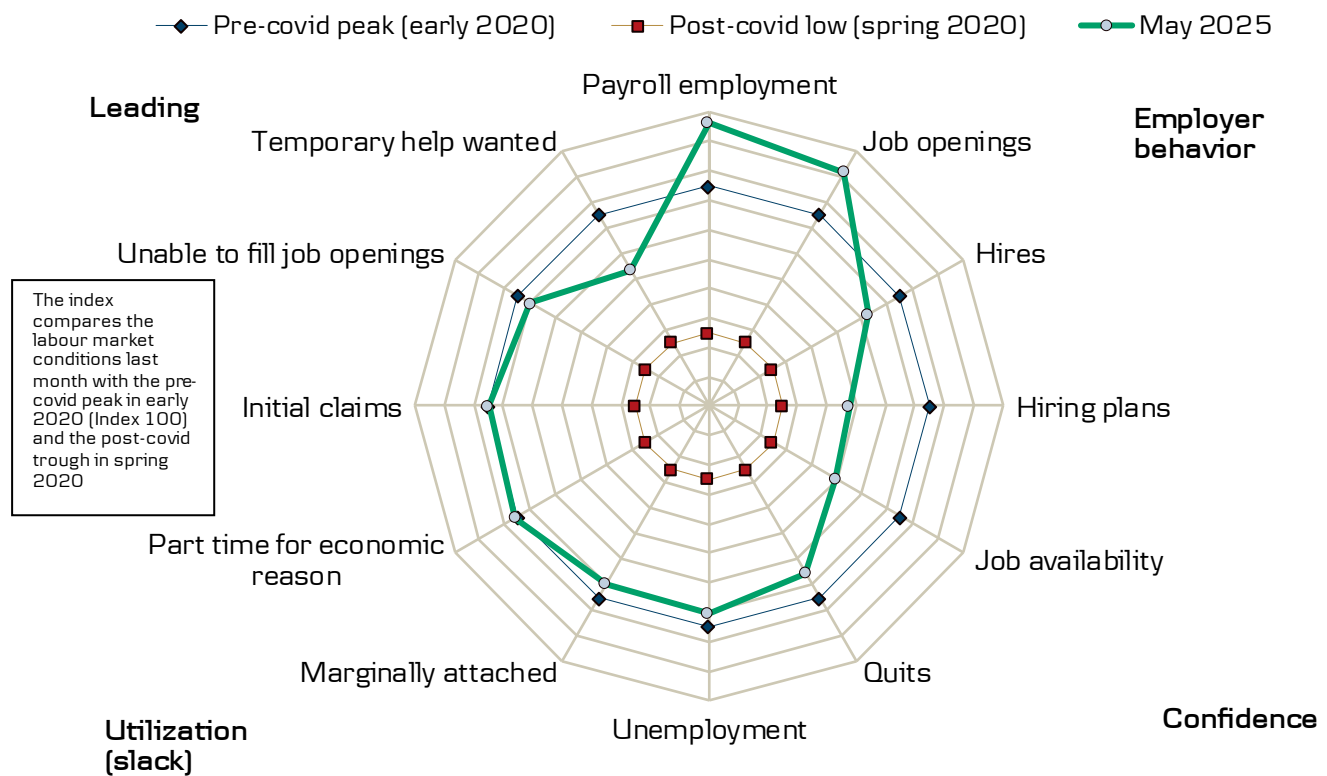 Pre-covid peak (early 2020)
Post-covid low (spring 2020)
May 2025
Leading
Employer
behavior
Payroll employment
Temporary help wanted
Job openings
Unable to fill job openings
Hires
The index
compares the
labour market
conditions last
month with the pre-
covid peak in early
2020 (Index 100)
and the post-covid
trough in spring
2020
Initial claims
Hiring plans
Part time for economic
reason
Job availability
Marginally attached
Quits
Unemployment
Utilization
(slack)
Confidence